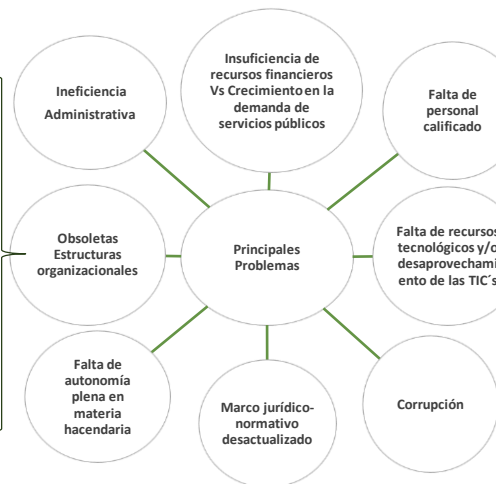 Ineficiencia
Administrativa
Insuficiencia de
recursos financieros
Vs Crecimiento en la
demanda de
servicios públicos
Falta de
personal
calificado
Obsoletas
Estructuras
organizacionales
Principales
Problemas
Falta de recursos
tecnológicos y/o
desaprovechami
ento de las TIC´s
Falta de
autonomía
plena en
materia
hacendaria
Marco jurídico-
normativo
desactualizado
Corrupción